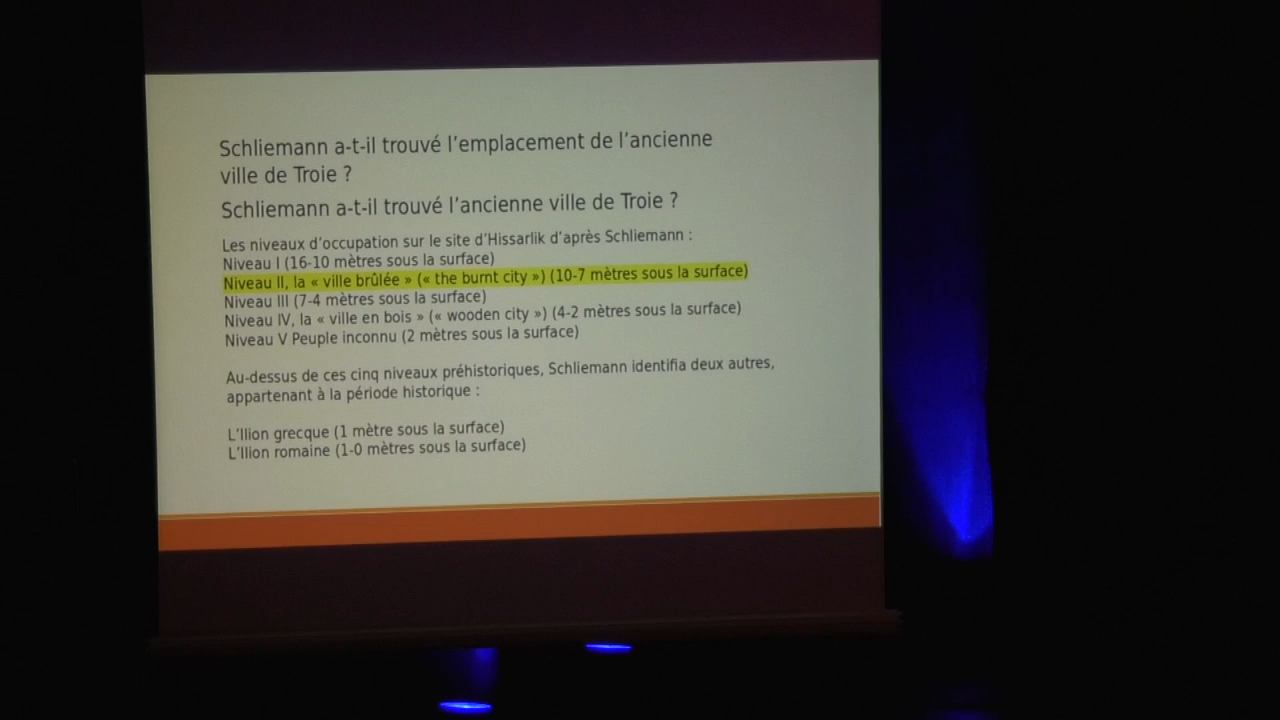 Schliemann a-t-il trouvé l’emplacement de l’ancienne
ville de Troie ?
Schliemann a-t-il trouvé l’ancienne ville de Troie ?
Les niveaux d’occupation sur le site d’Hissarlik d’après Schliemann :
Niveau I (16-10 mètres sous la surface)
Niveau II, la « ville brûlée » (« the burnt city ») (10-7 mètres sous la surface)
Niveau III (7-4 mètres sous la surface)
Niveau IV, la « ville en bois » (« wooden city ») (4-2 mètres sous la surface)
Niveau V Peuple inconnu (2 mètres sous la surface)
Au-dessus de ces cinq niveaux préhistoriques, Schliemann identifia deux autres,
appartenant à la période historique :
L’Ilion grecque (1 mètre sous la surface)
L’Ilion romaine (1-0 mètres sous la surface)